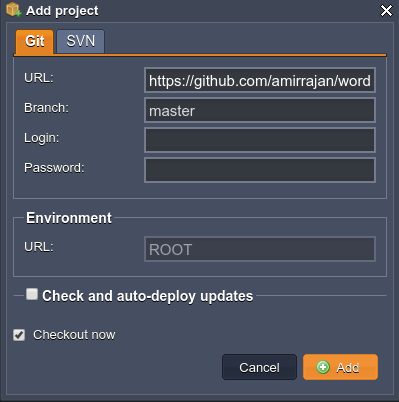 Add project
Git SVN
URL: https://github.com/amirrajan/word
Branch: master
Login:
Password:
Environment
URL: ROOT
Check and auto-deploy updates
Checkout now
Cancel Add